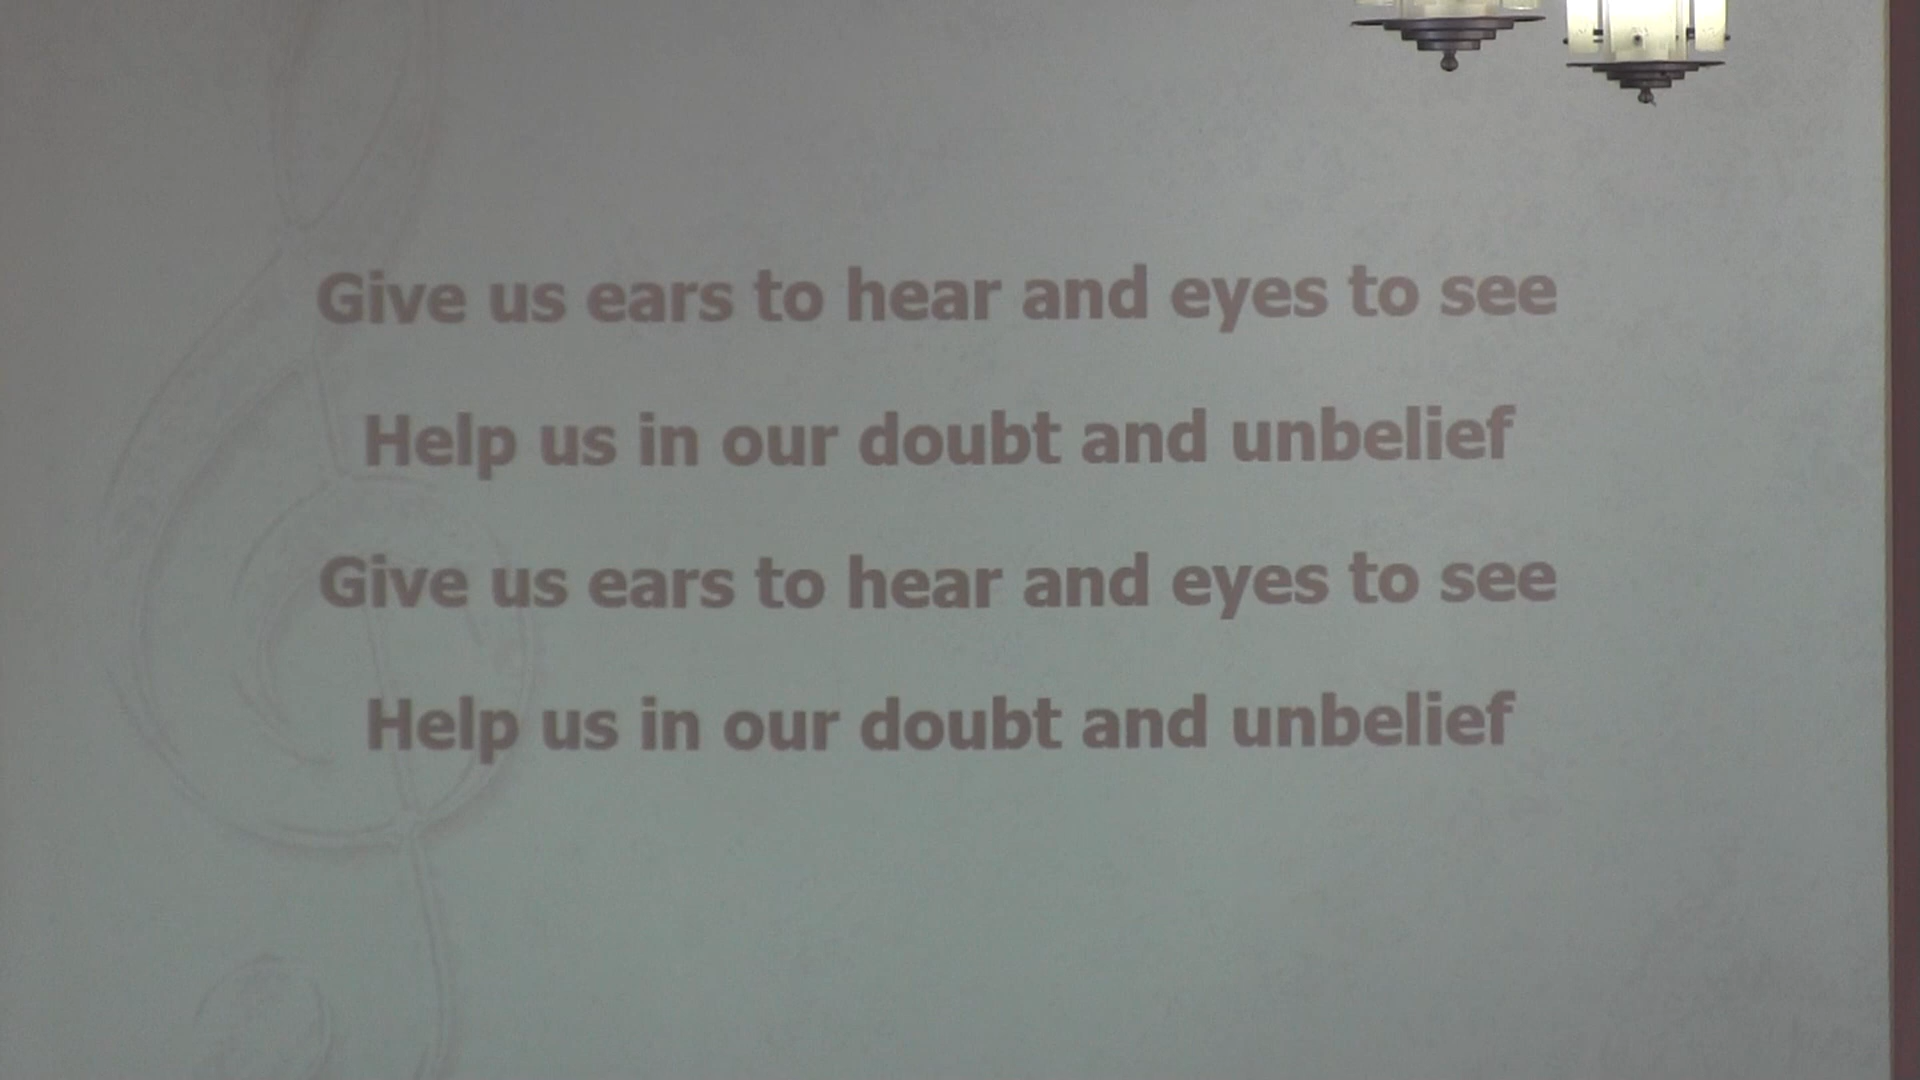 Give us ears to hear and eyes to see
Help us in our doubt and unbelief
Give us ears to hear and eyes to see
Help us in our doubt and unbelief